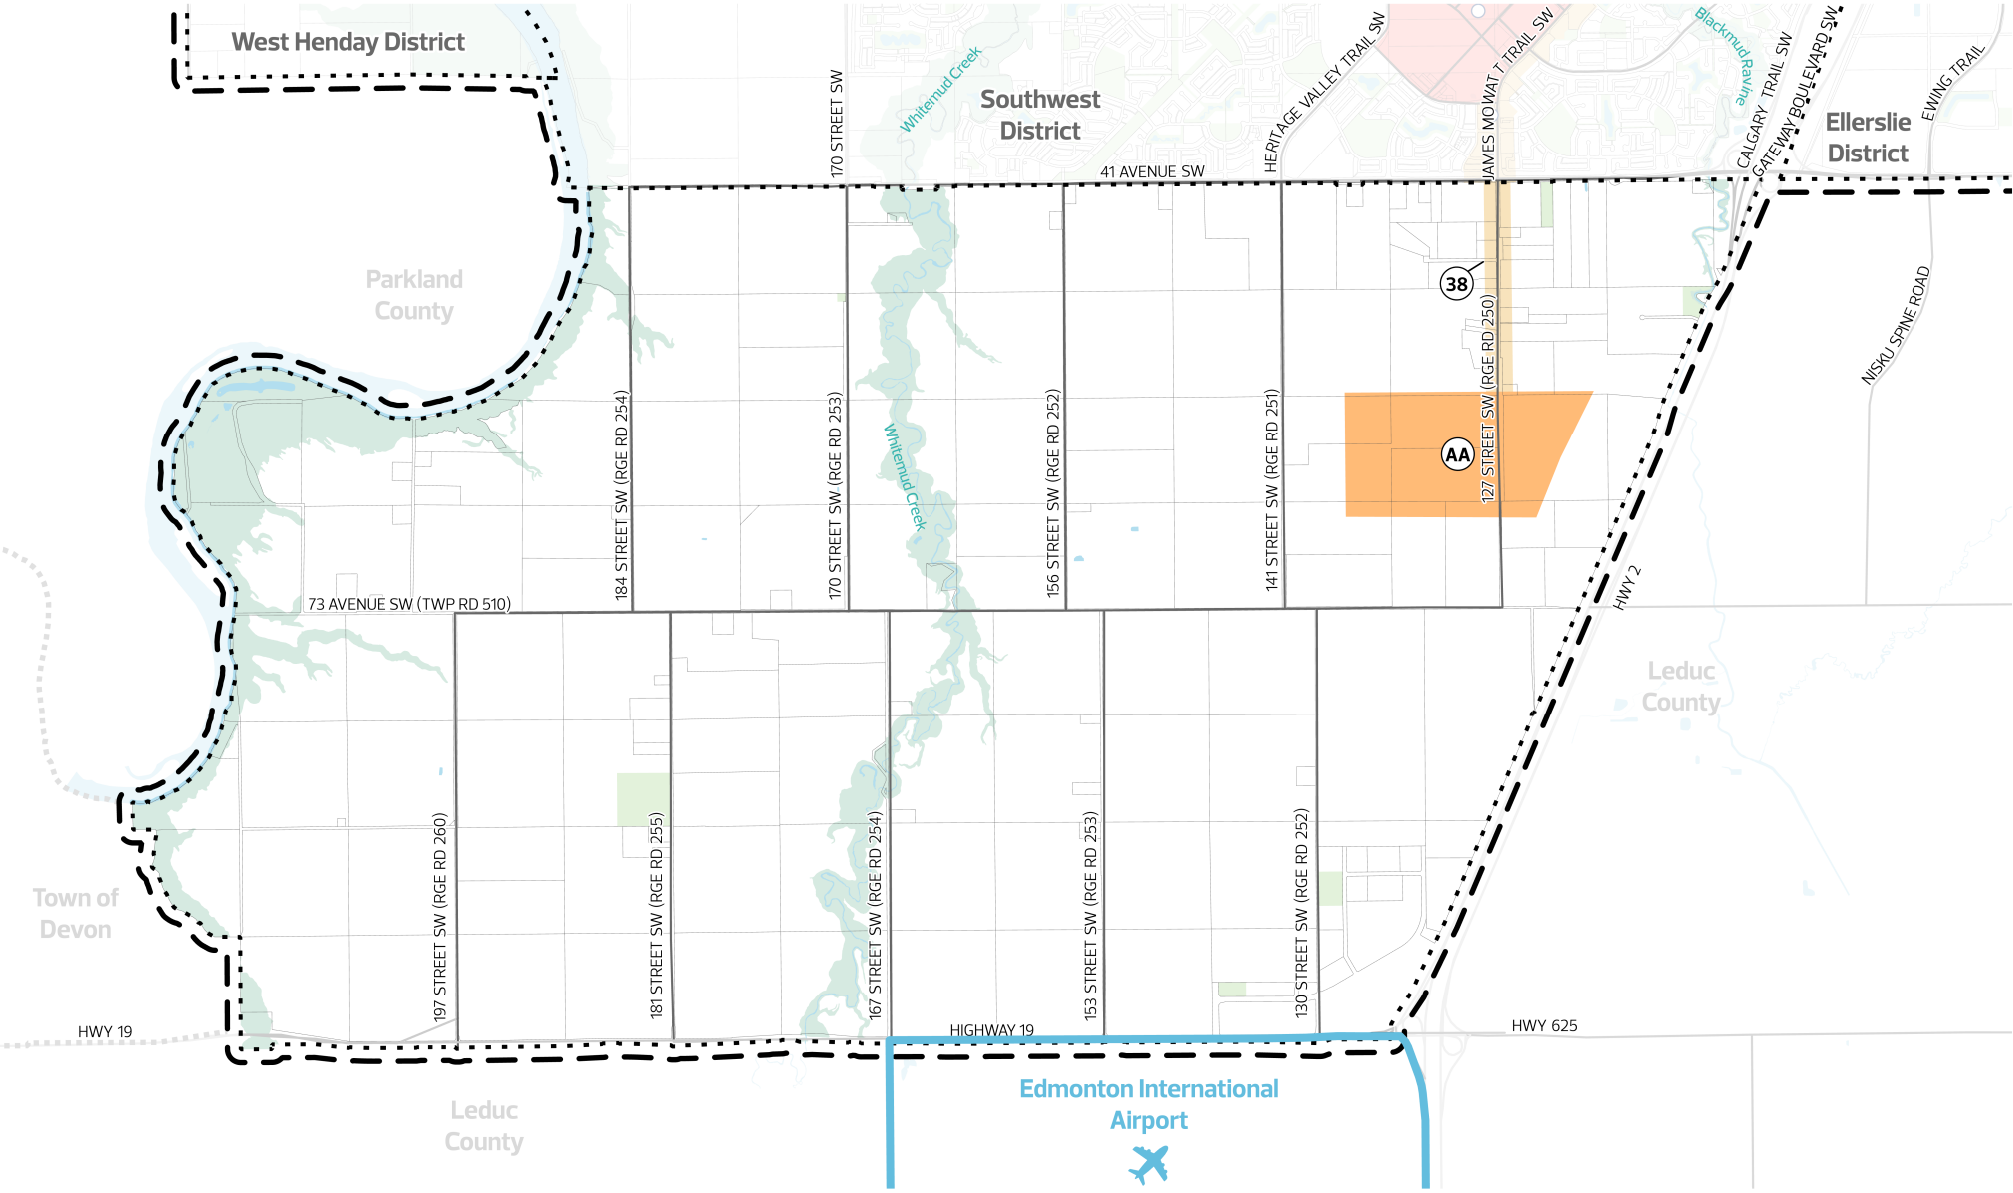 West Henday District
Southwest
District
Ellerslie
District
Whitemud Creek
Blackmud Ravine
170 STREET SW
HERITAGE VALLEY TRAIL SW
JAMES MOWATT TRAIL SW
CALGARY TRAIL SW
GATEWAY BOULEVARD SW
EWING TRAIL
41 AVENUE SW
Parkland
County
38
NISKU SPINE ROAD
184 STREET SW (RGE RD 254)
170 STREET SW (RGE RD 253)
Whitemud Creek
156 STREET SW (RGE RD 252)
141 STREET SW (RGE RD 251)
127 STREET SW (RGE RD 250)
AA
HWY 2
73 AVENUE SW (TWP RD 510)
Leduc
County
197 STREET SW (RGE RD 260)
181 STREET SW (RGE RD 255)
167 STREET SW (RGE RD 254)
153 STREET SW (RGE RD 253)
130 STREET SW (RGE RD 252)
Town of
Devon
HWY 19
HIGHWAY 19
HWY 625
Edmonton International
Airport
Leduc
County